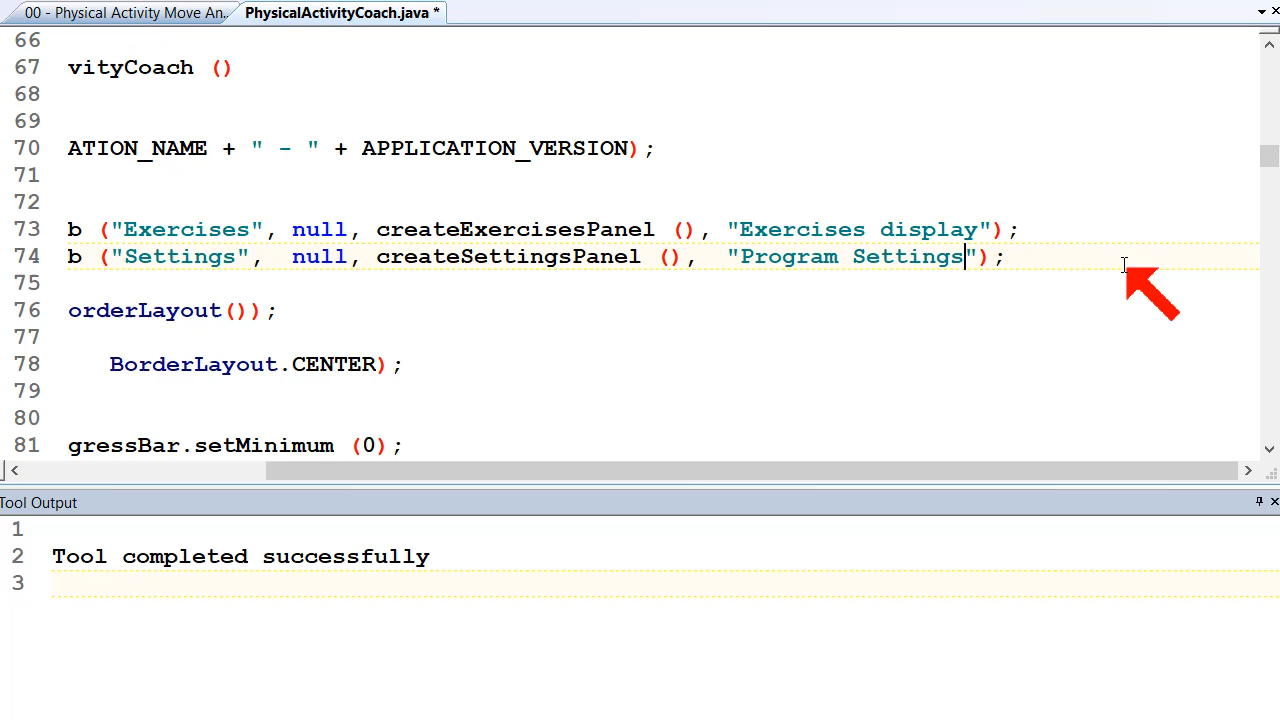 00 - Physical Activity Move An..
PhysicalActivityCoach.java *
66
67 vityCoach ()
68
69
70 ATION_NAME + " - " + APPLICATION_VERSION);
71
72
73 b ("Exercises", null, createExercisesPanel (), "Exercises display");
74 b ("Settings",  null, createSettingsPanel (),  "Program Settings");
75
76 orderLayout());
77
78    BorderLayout.CENTER);
79
80
81 gressBar.setMinimum (0);
Tool Output
1
2 Tool completed successfully
3